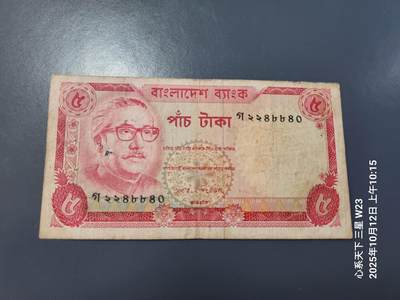 বাংলাদেশ ব্যাংক
৫
৫
পাঁচ টাকা
গ ২২৪৮৮৪০
গ ২২৪৮৮৪০
৫
৫
心系天下 三星 W23
2025年10月12日 上午10:15